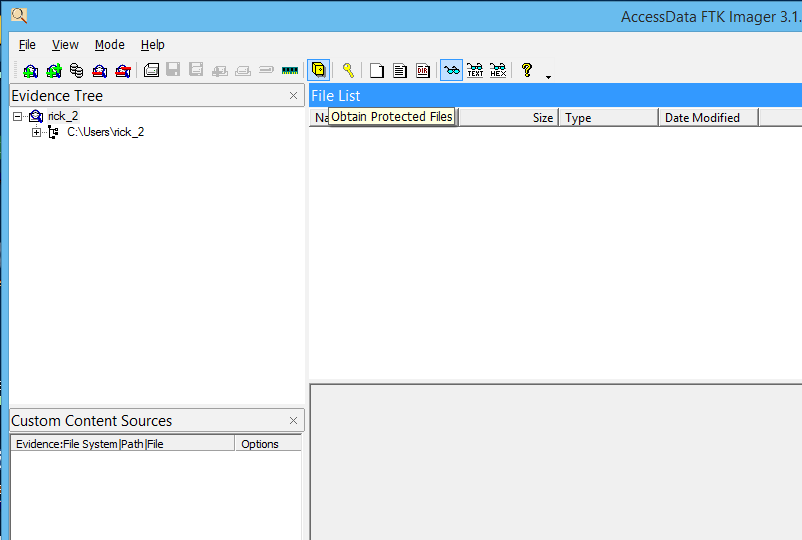 AccessData FTK Imager 3.1.
File View Mode Help
TEXT HEX
Evidence Tree
File List
rick_2
Obtain Protected Files
Size
Type
Date Modified
C:\Users\rick_2
Custom Content Sources
Evidence:File System|Path|File
Options